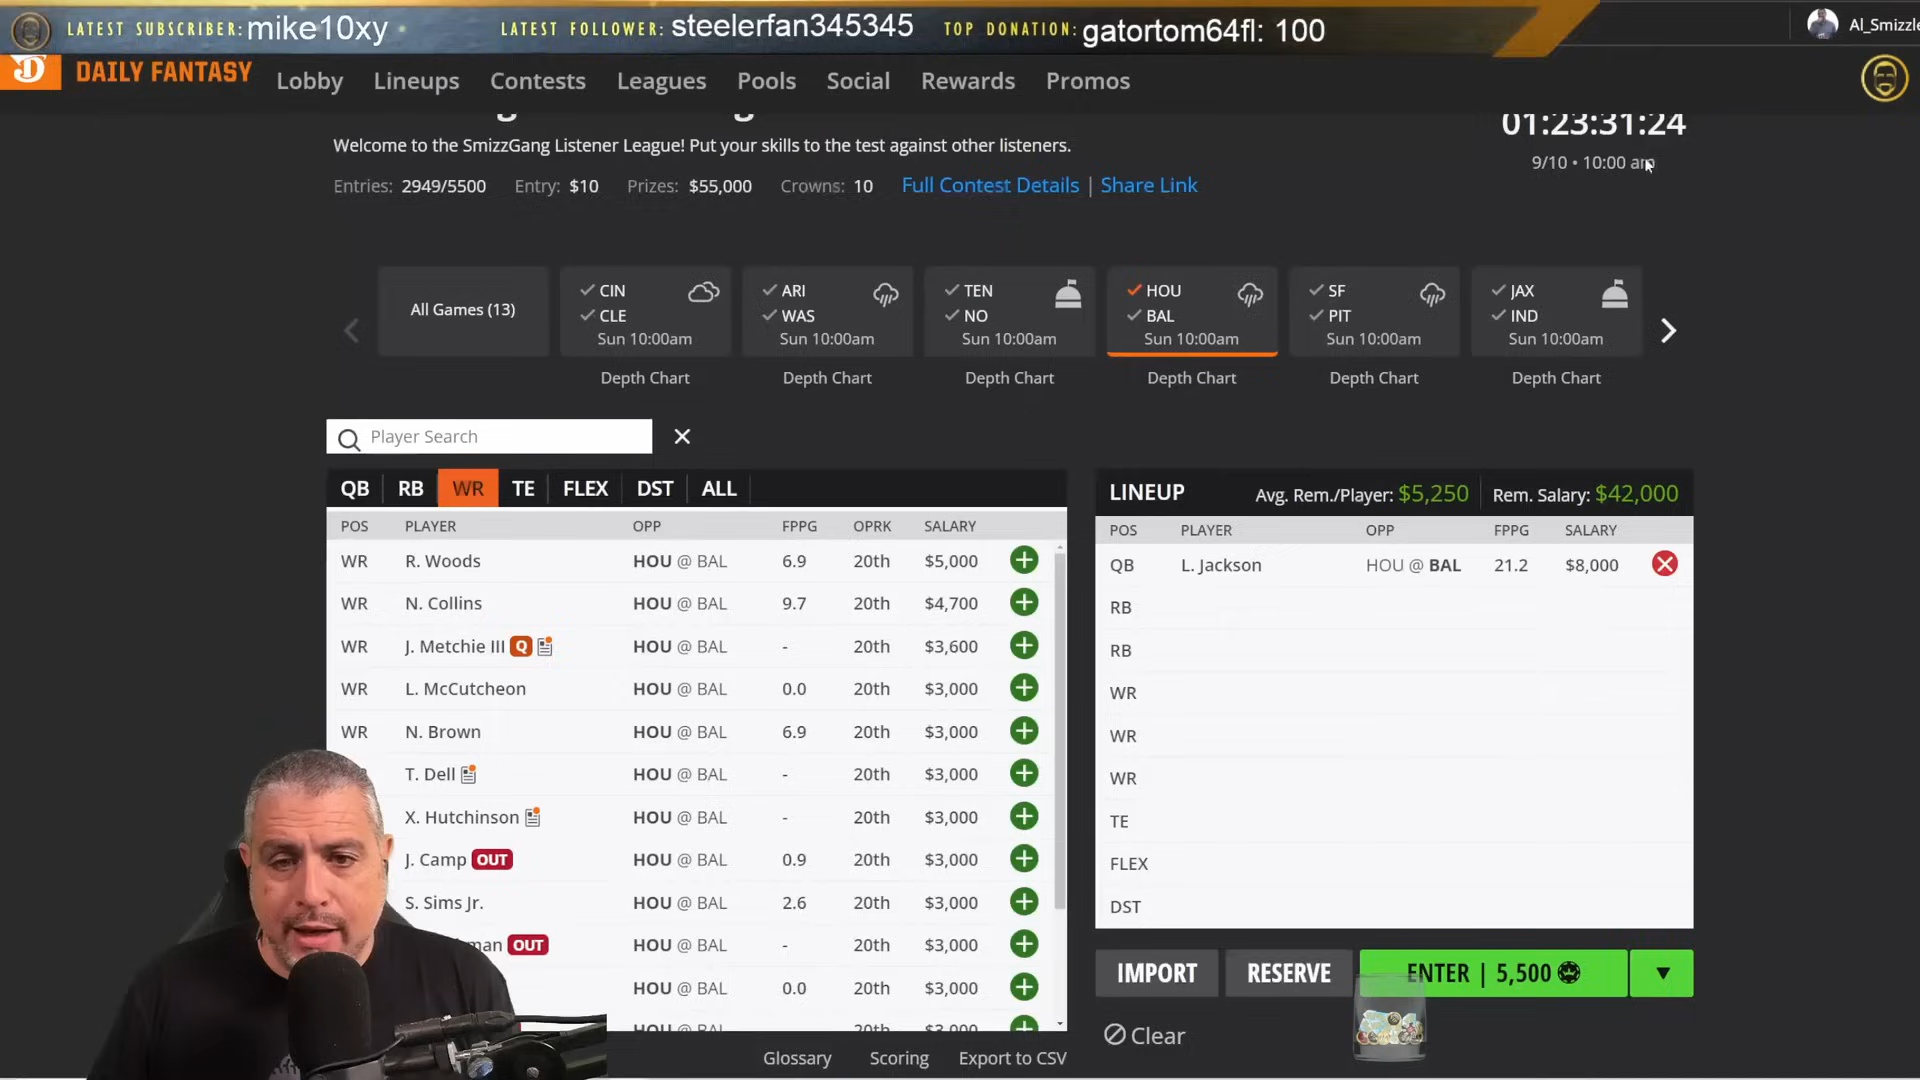 LATEST SUBSCRIBER: mike10xy
LATEST FOLLOWER: steelerfan345345
TOP DONATION: gatortom64fl: 100
Al_Smizzle
DAILY FANTASY
Lobby Lineups Contests Leagues Pools Social Rewards Promos
01:23:31:24
9/10 • 10:00 am
Welcome to the SmizzGang Listener League! Put your skills to the test against other listeners.
Entries: 2949/5500 Entry: $10 Prizes: $55,000 Crowns: 10 Full Contest Details | Share Link
All Games (13)
CIN CLE Sun 10:00am
ARI WAS Sun 10:00am
TEN NO Sun 10:00am
HOU BAL Sun 10:00am
SF PIT Sun 10:00am
JAX IND Sun 10:00am
Depth Chart Depth Chart Depth Chart Depth Chart Depth Chart Depth Chart
Player Search
QB RB WR TE FLEX DST ALL
POS PLAYER OPP FPPG OPRK SALARY
WR R. Woods HOU @ BAL 6.9 20th $5,000
WR N. Collins HOU @ BAL 9.7 20th $4,700
WR J. Metchie III Q HOU @ BAL - 20th $3,600
WR L. McCutcheon HOU @ BAL 0.0 20th $3,000
WR N. Brown HOU @ BAL 6.9 20th $3,000
T. Dell HOU @ BAL - 20th $3,000
X. Hutchinson HOU @ BAL - 20th $3,000
J. Camp OUT HOU @ BAL 0.9 20th $3,000
S. Sims Jr. HOU @ BAL 2.6 20th $3,000
man OUT HOU @ BAL - 20th $3,000
HOU @ BAL 0.0 20th $3,000
HOU @ BAL 20th $3,000
Glossary Scoring Export to CSV
LINEUP Avg. Rem./Player: $5,250 Rem. Salary: $42,000
POS PLAYER OPP FPPG SALARY
QB L. Jackson HOU @ BAL 21.2 $8,000
RB
RB
WR
WR
WR
TE
FLEX
DST
IMPORT RESERVE ENTER | 5,500
Clear